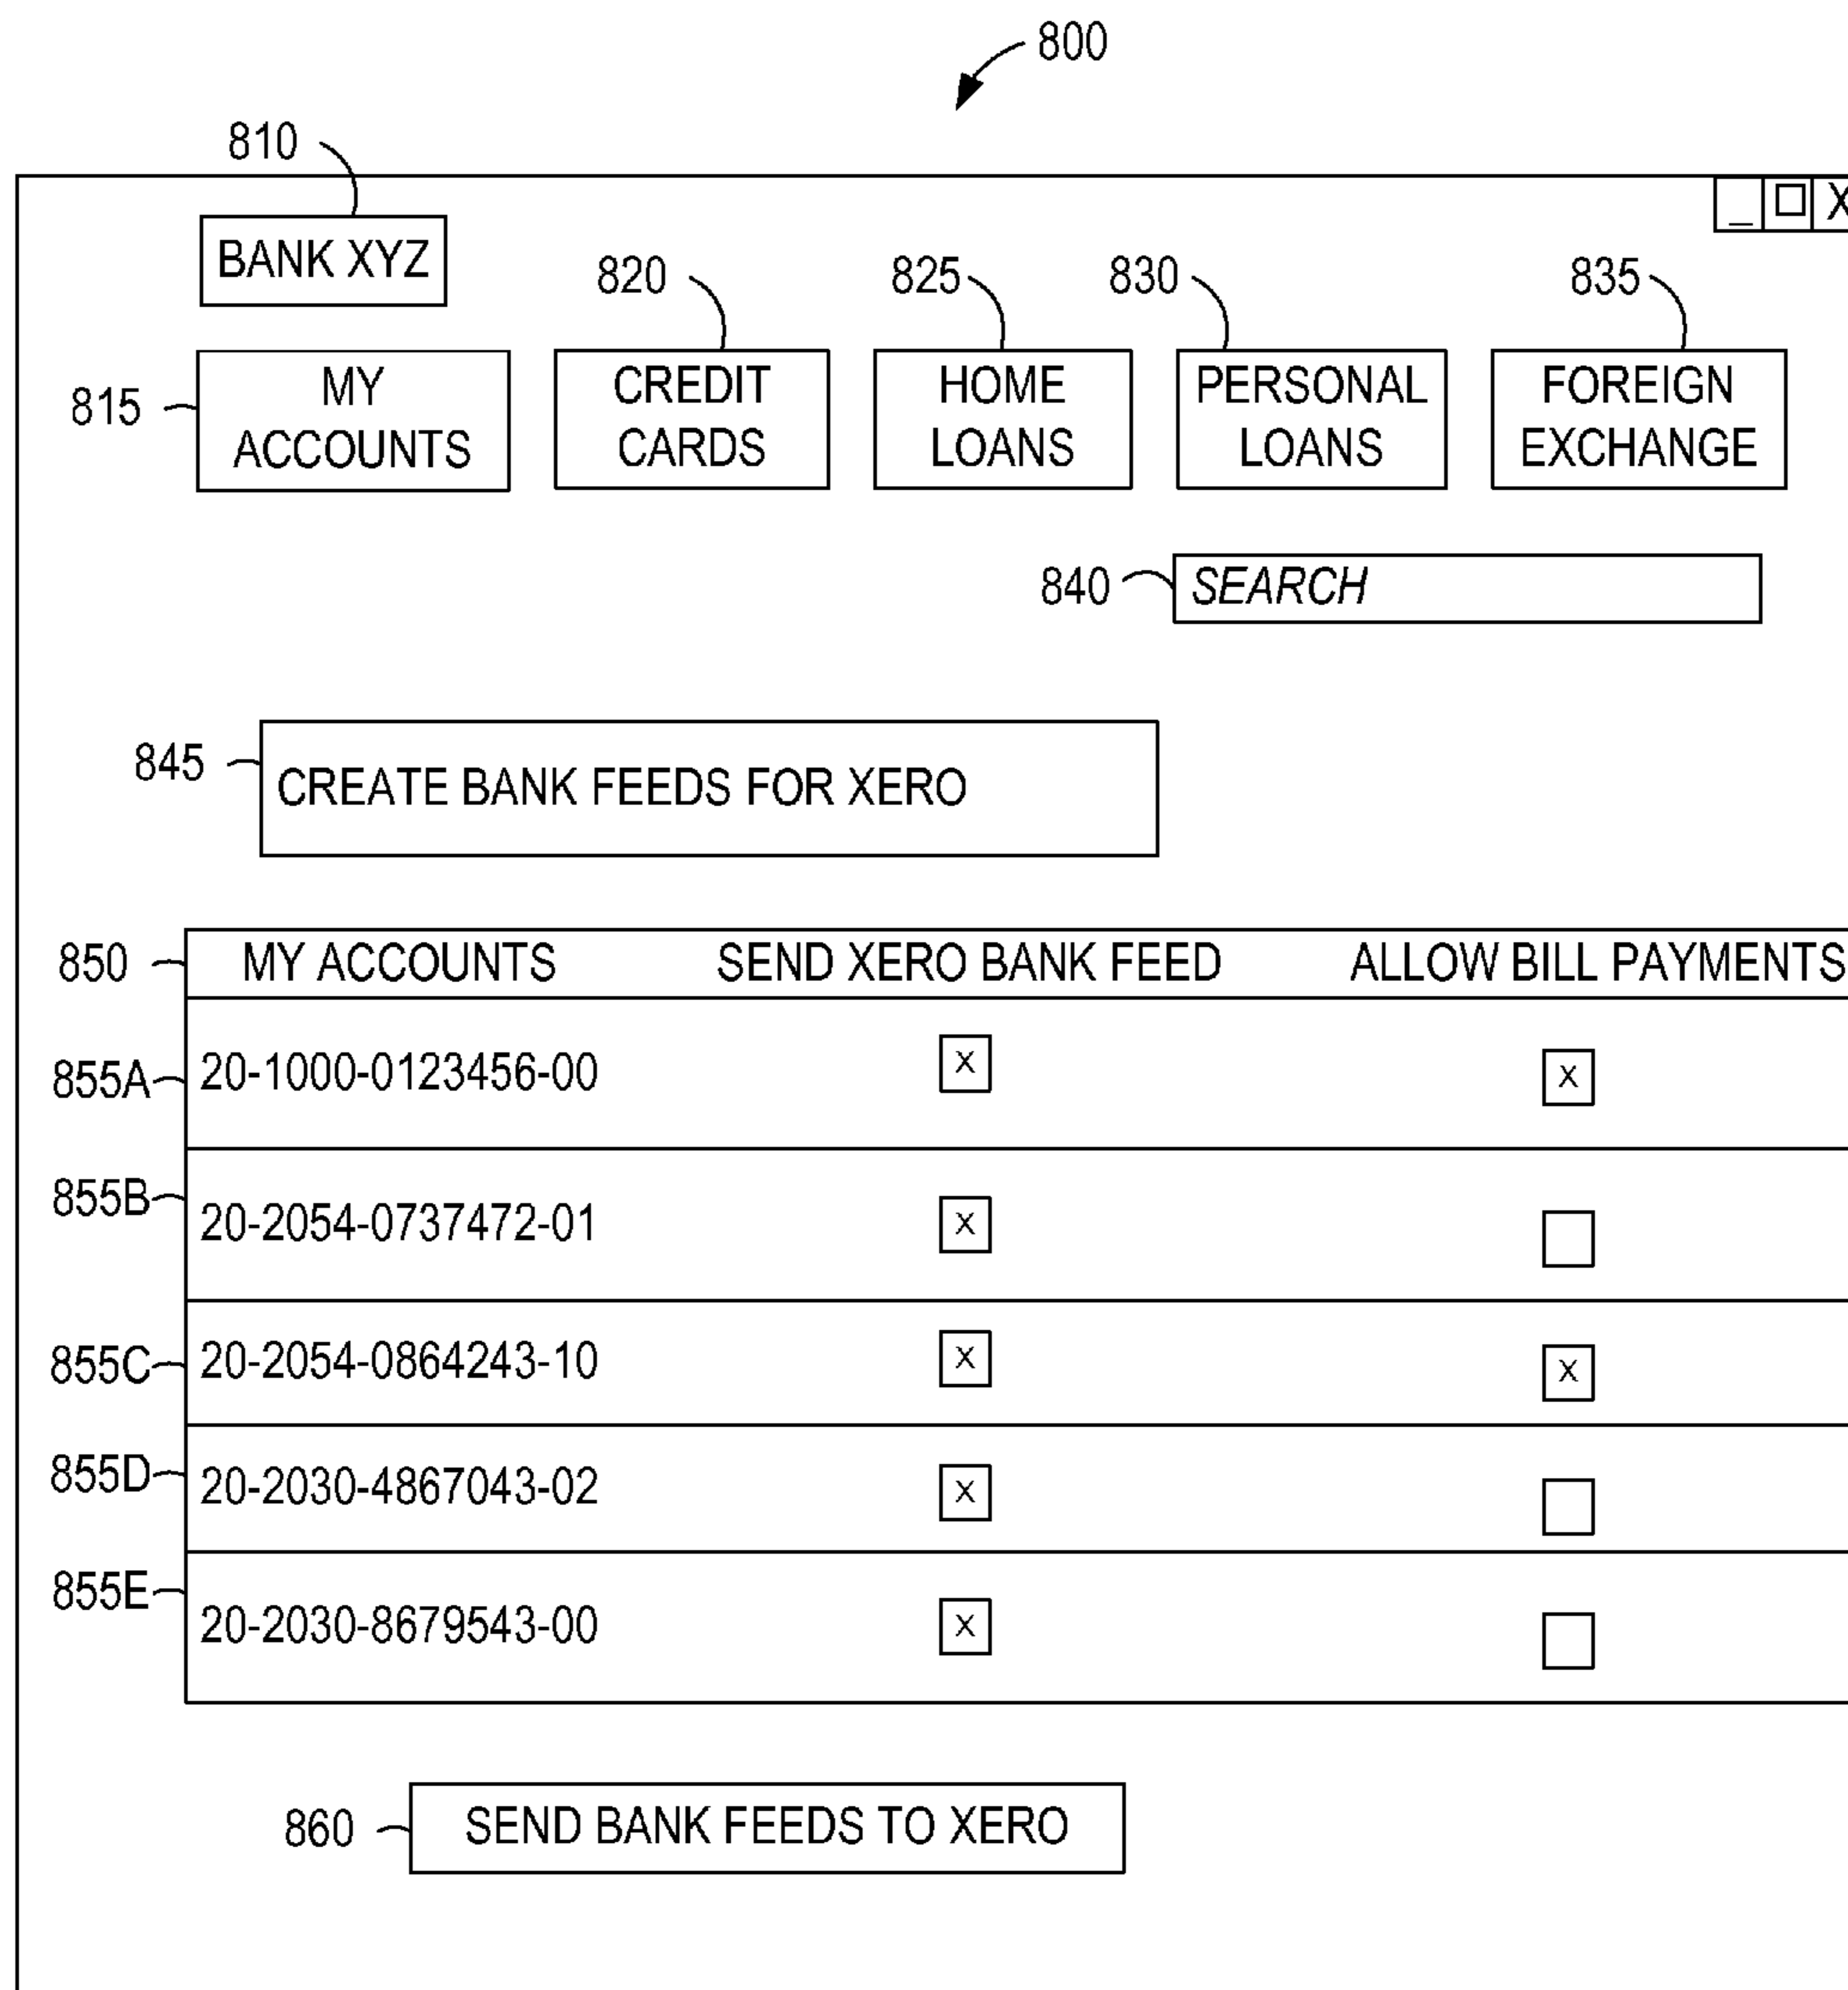 800
810
BANK XYZ
_ X
820 825 830 835
815
MY
ACCOUNTS
CREDIT
CARDS
HOME
LOANS
PERSONAL
LOANS
FOREIGN
EXCHANGE
840 SEARCH
845 CREATE BANK FEEDS FOR XERO
850 MY ACCOUNTS SEND XERO BANK FEED ALLOW BILL PAYMENTS
855A 20-1000-0123456-00 X X
855B 20-2054-0737472-01 X
855C 20-2054-0864243-10 X X
855D 20-2030-4867043-02 X
855E 20-2030-8679543-00 X
860 SEND BANK FEEDS TO XERO